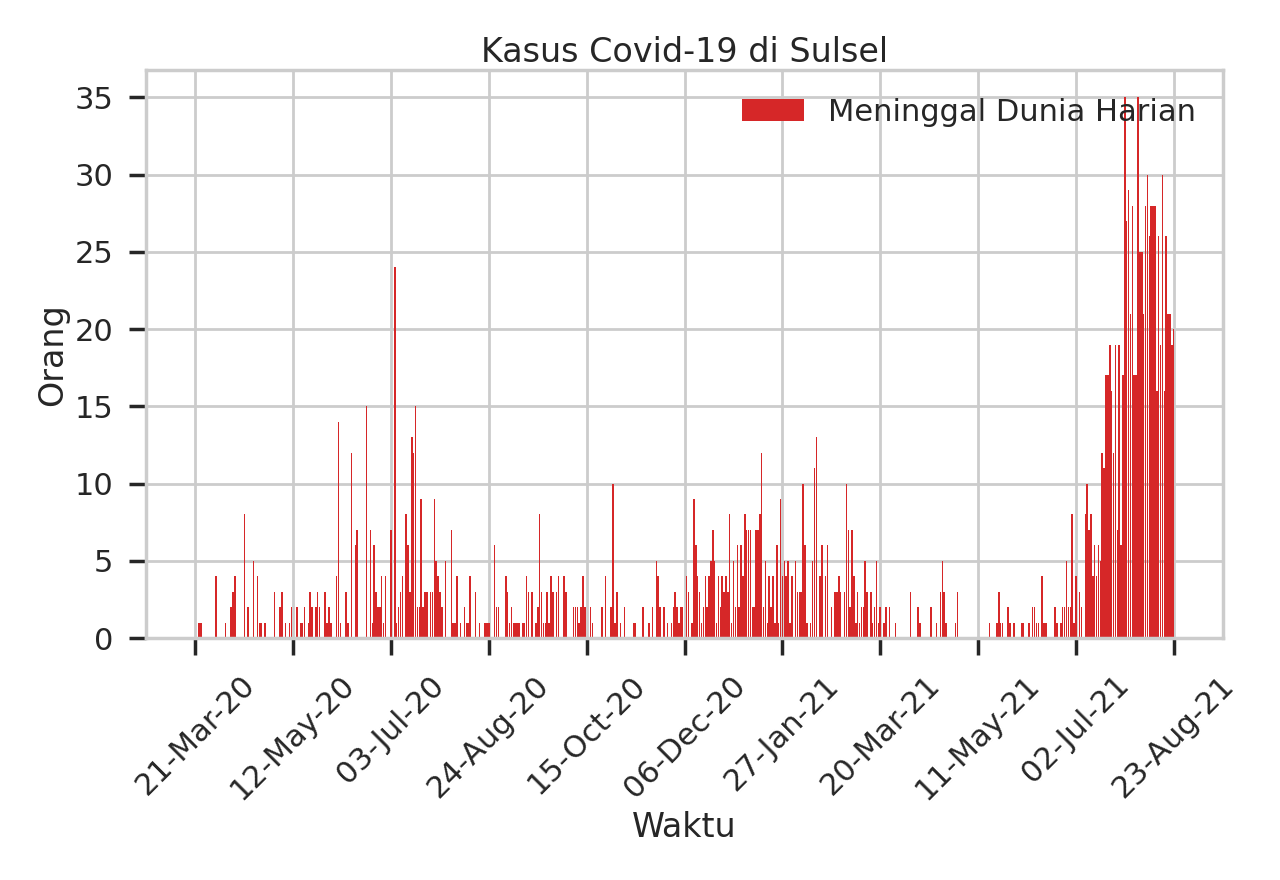 Kasus Covid-19 di Sulsel
Meninggal Dunia Harian
35
30
25
20
15
10
5
0
Orang
21-Mar-20
12-May-20
03-Jul-20
24-Aug-20
15-Oct-20
06-Dec-20
27-Jan-21
20-Mar-21
11-May-21
02-Jul-21
23-Aug-21
Waktu